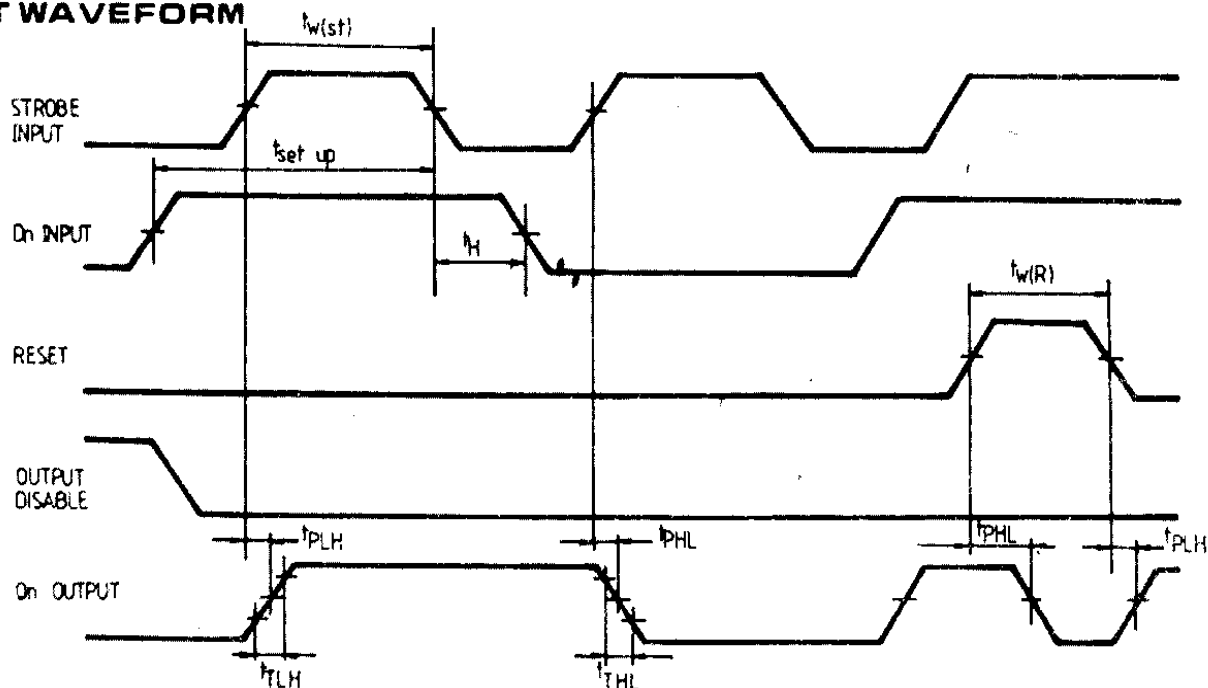 T WAVEFORM
tw(st)
STROBE
INPUT
tset up
Dn INPUT
tH
tw(R)
RESET
OUTPUT
DISABLE
tPLH
tPHL
tPHL
tPLH
On OUTPUT
tTLH
tTHL